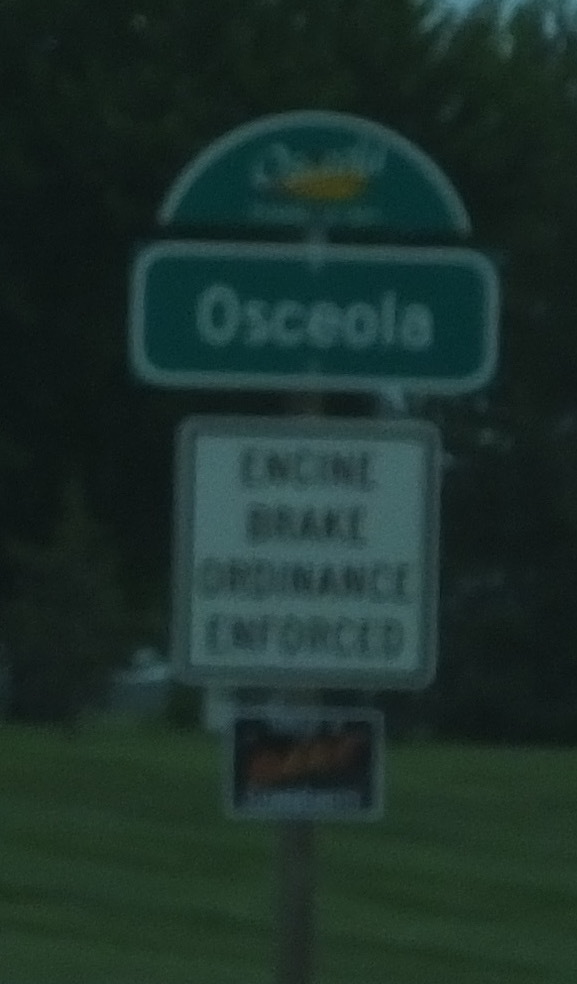 Osceola
ENGINE
BRAKE
ORDINANCE
ENFORCED